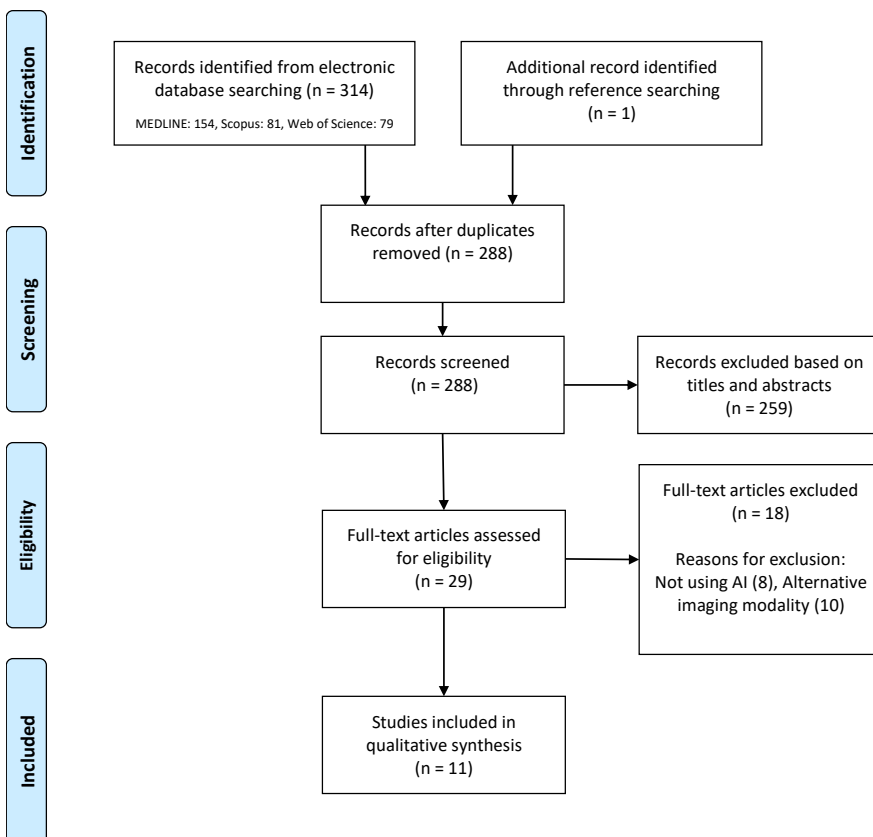 Identification
Records identified from electronic
database searching (n = 314)
MEDLINE: 154, Scopus: 81, Web of Science: 79
Additional record identified
through reference searching
(n = 1)
Screening
Records after duplicates
removed (n = 288)
Records screened
(n = 288)
Records excluded based on
titles and abstracts
(n = 259)
Eligibility
Full-text articles assessed
for eligibility
(n = 29)
Full-text articles excluded
(n = 18)
Reasons for exclusion:
Not using AI (8), Alternative
imaging modality (10)
Included
Studies included in
qualitative synthesis
(n = 11)